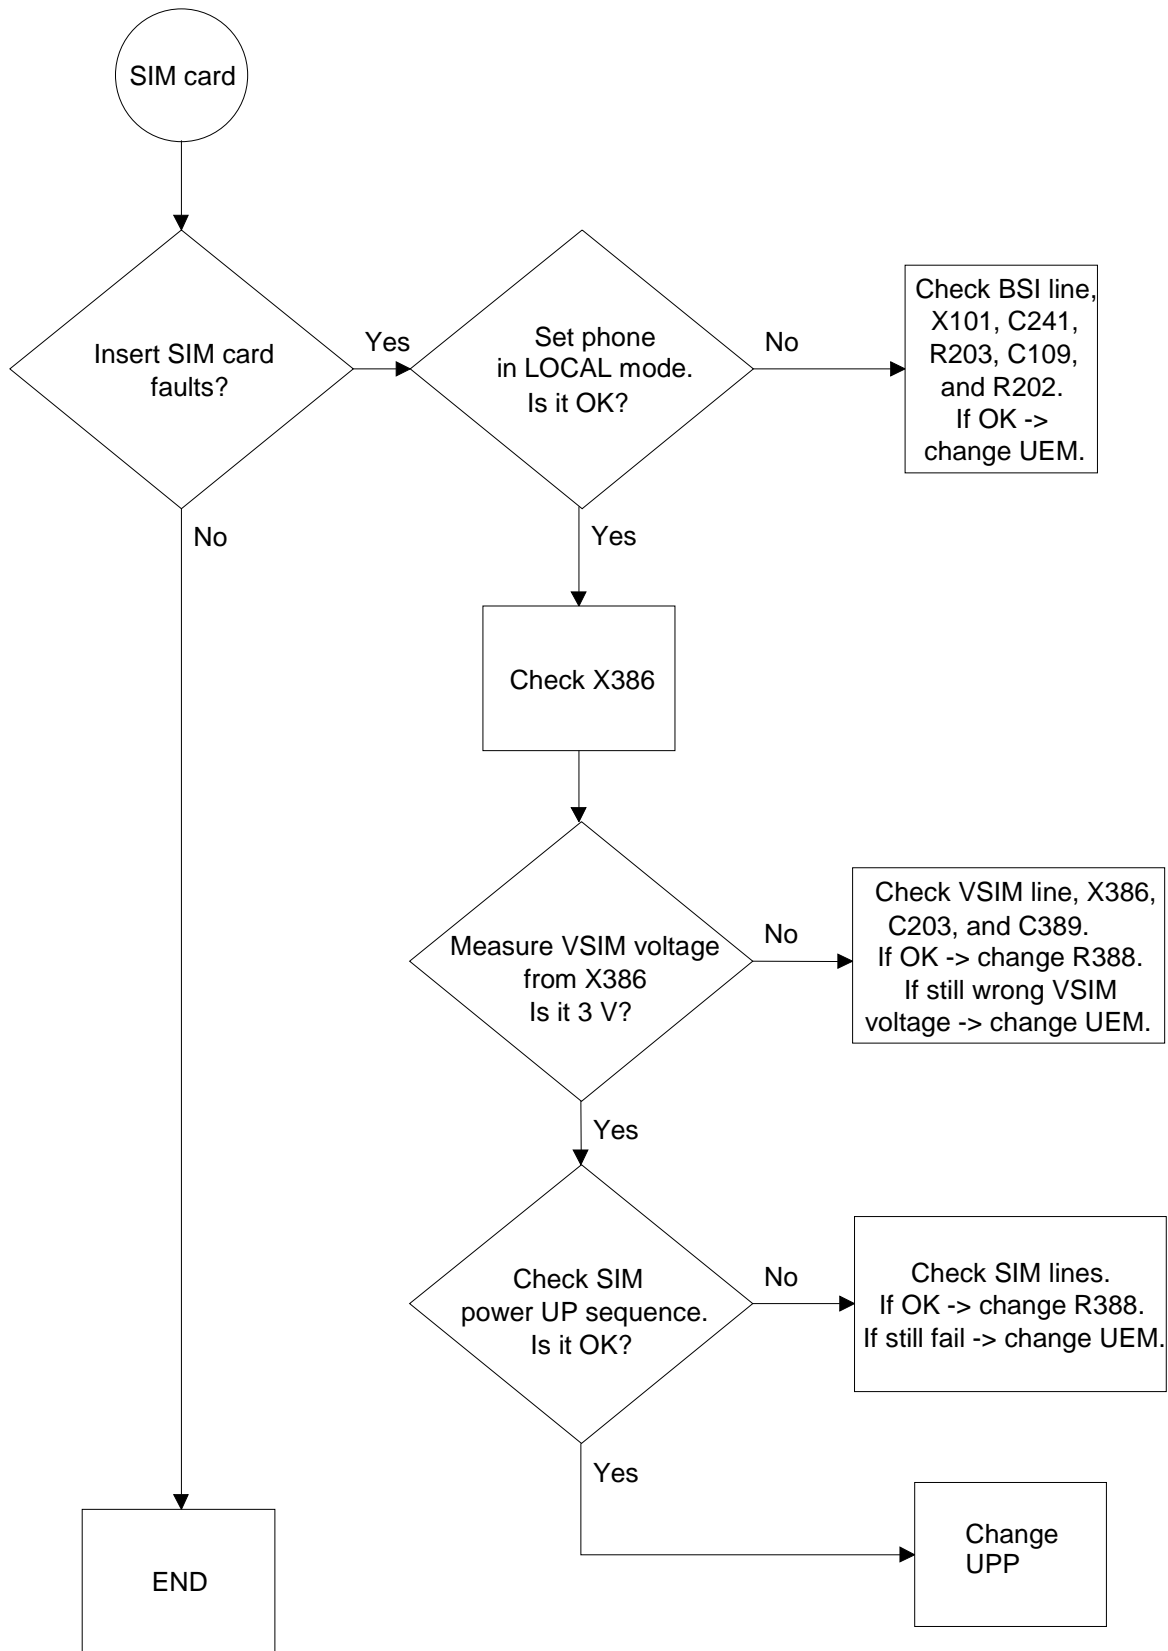 SIM card
Insert SIM card
faults?
Yes
Set phone
in LOCAL mode.
Is it OK?
No
Check BSI line,
X101, C241,
R203, C109,
and R202.
If OK ->
change UEM.
No
Yes
Check X386
Measure VSIM voltage
from X386
Is it 3 V?
No
Check VSIM line, X386,
C203, and C389.
If OK -> change R388.
If still wrong VSIM
voltage -> change UEM.
Yes
Check SIM
power UP sequence.
Is it OK?
No
Check SIM lines.
If OK -> change R388.
If still fail -> change UEM.
Yes
Change
UPP
END